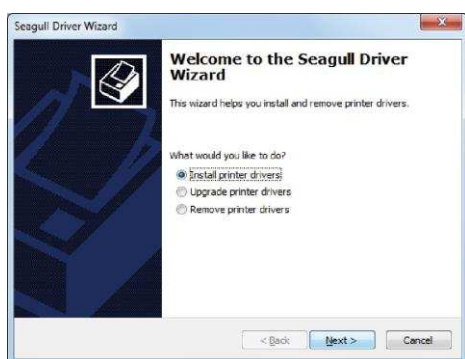 Seagull Driver Wizard
Welcome to the Seagull Driver
Wizard
This wizard helps you install and remove printer drivers.
What would you like to do?
Install printer drivers
Upgrade printer drivers
Remove printer drivers
< Back
Next >
Cancel